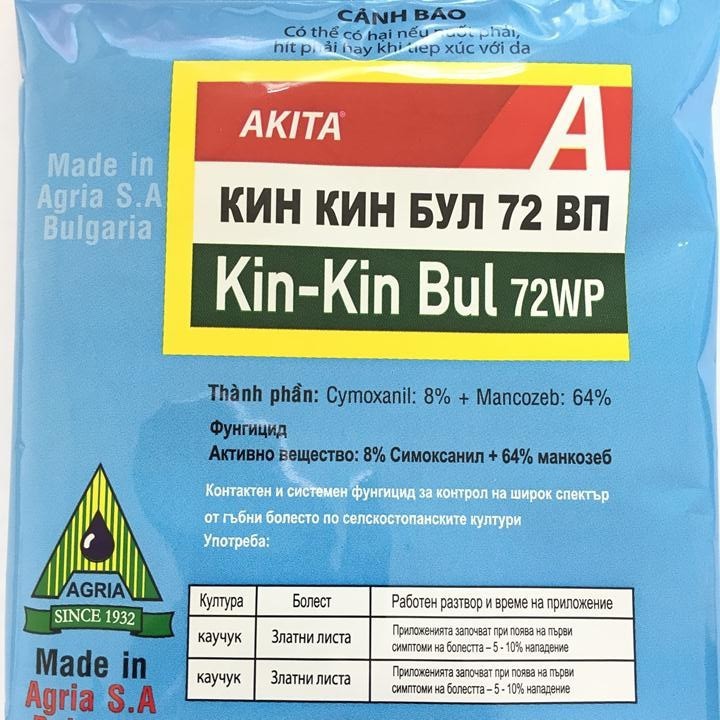 CẢNH BÁO
Có thể có hại nếu nuốt phải,
hít phải hay khi tiếp xúc với da
Made in
Agria S.A
Bulgaria
AKITA®
A
КИН КИН БУЛ 72 ВП
Kin-Kin Bul 72WP
Thành phần: Cymoxanil: 8% + Mancozeb: 64%
Фунгицид
Активно вещество: 8% Симоксанил + 64% манкозеб
Контактен и системен фунгицид за контрол на широк спектър
от гъбни болесто по селскостопанските култури
Употреба:
AGRIA
SINCE 1932
Made in
Agria S.A
Култура Болест Работен разтвор и време на приложение
каучук Златни листа Приложенията започват при поява на първи
симптоми на болестта – 5 - 10% нападение
каучук Златни листа Приложенията започват при поява на първи
симптоми на болестта – 5 - 10% нападение